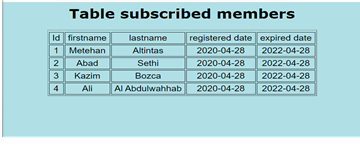 Table subscribed members
Id firstname lastname registered date expired date
1 Metehan Altintas 2020-04-28 2022-04-28
2 Abad Sethi 2020-04-28 2022-04-28
3 Kazim Bozca 2020-04-28 2022-04-28
4 Ali Al Abdulwahhab 2020-04-28 2022-04-28